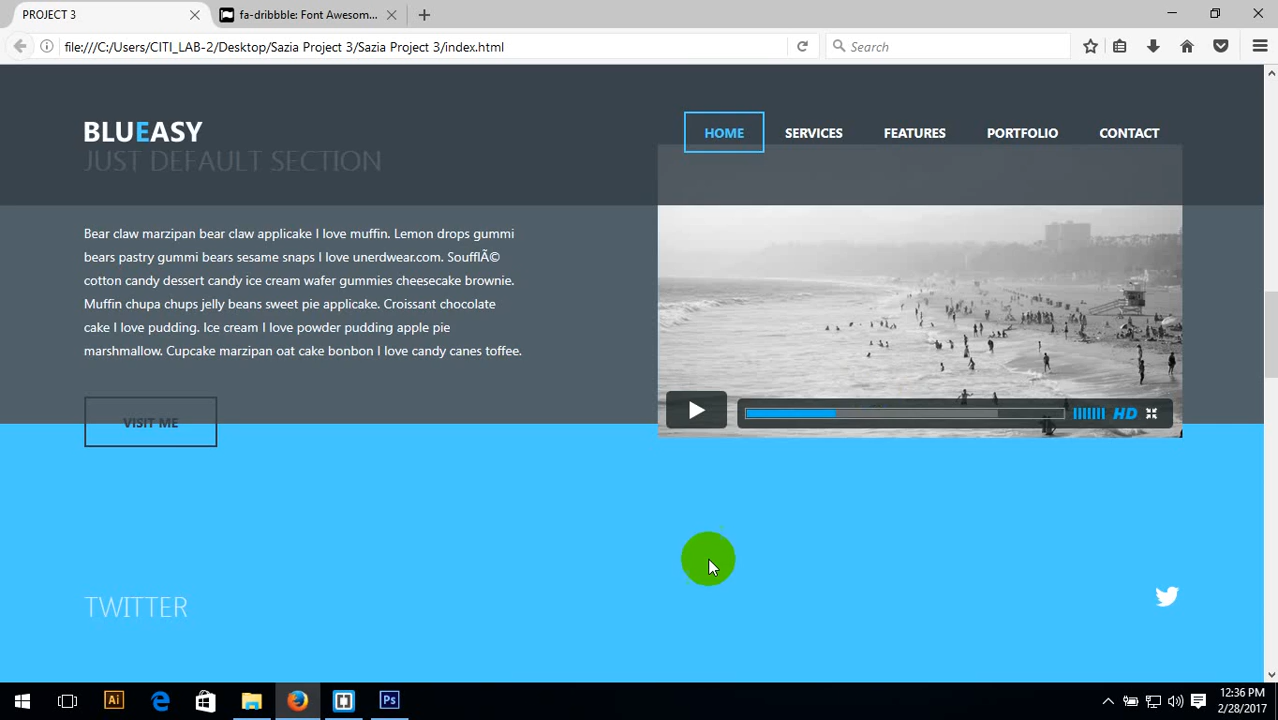 PROJECT 3
fa-dribbble: Font Awesom...
file:///C:/Users/CITI_LAB-2/Desktop/Sazia Project 3/Sazia Project 3/index.html
Search
BLUEASY
HOME SERVICES FEATURES PORTFOLIO CONTACT
JUST DEFAULT SECTION
Bear claw marzipan bear claw applicake I love muffin. Lemon drops gummi
bears pastry gummi bears sesame snaps I love unerdwear.com. SoufflÃ©
cotton candy dessert candy ice cream wafer gummies cheesecake brownie.
Muffin chupa chups jelly beans sweet pie applicake. Croissant chocolate
cake I love pudding. Ice cream I love powder pudding apple pie
marshmallow. Cupcake marzipan oat cake bonbon I love candy canes toffee.
VISIT ME
HD
TWITTER
Ai
Ps
12:36 PM
2/28/2017